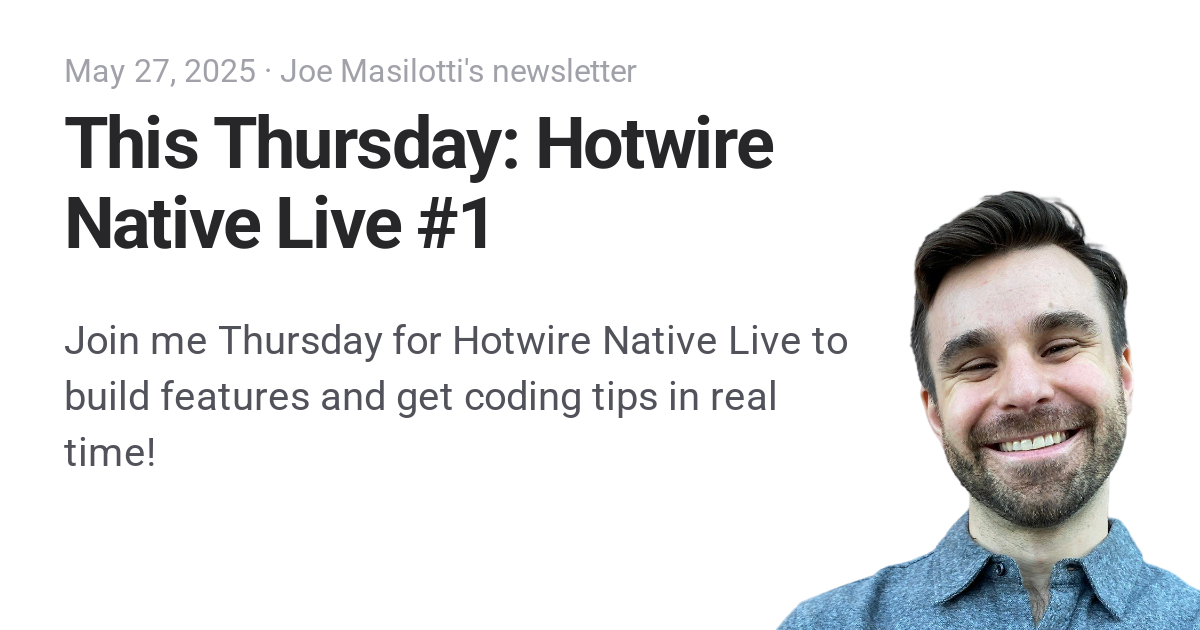 May 27, 2025 · Joe Masilotti's newsletter
This Thursday: Hotwire
Native Live #1
Join me Thursday for Hotwire Native Live to
build features and get coding tips in real
time!